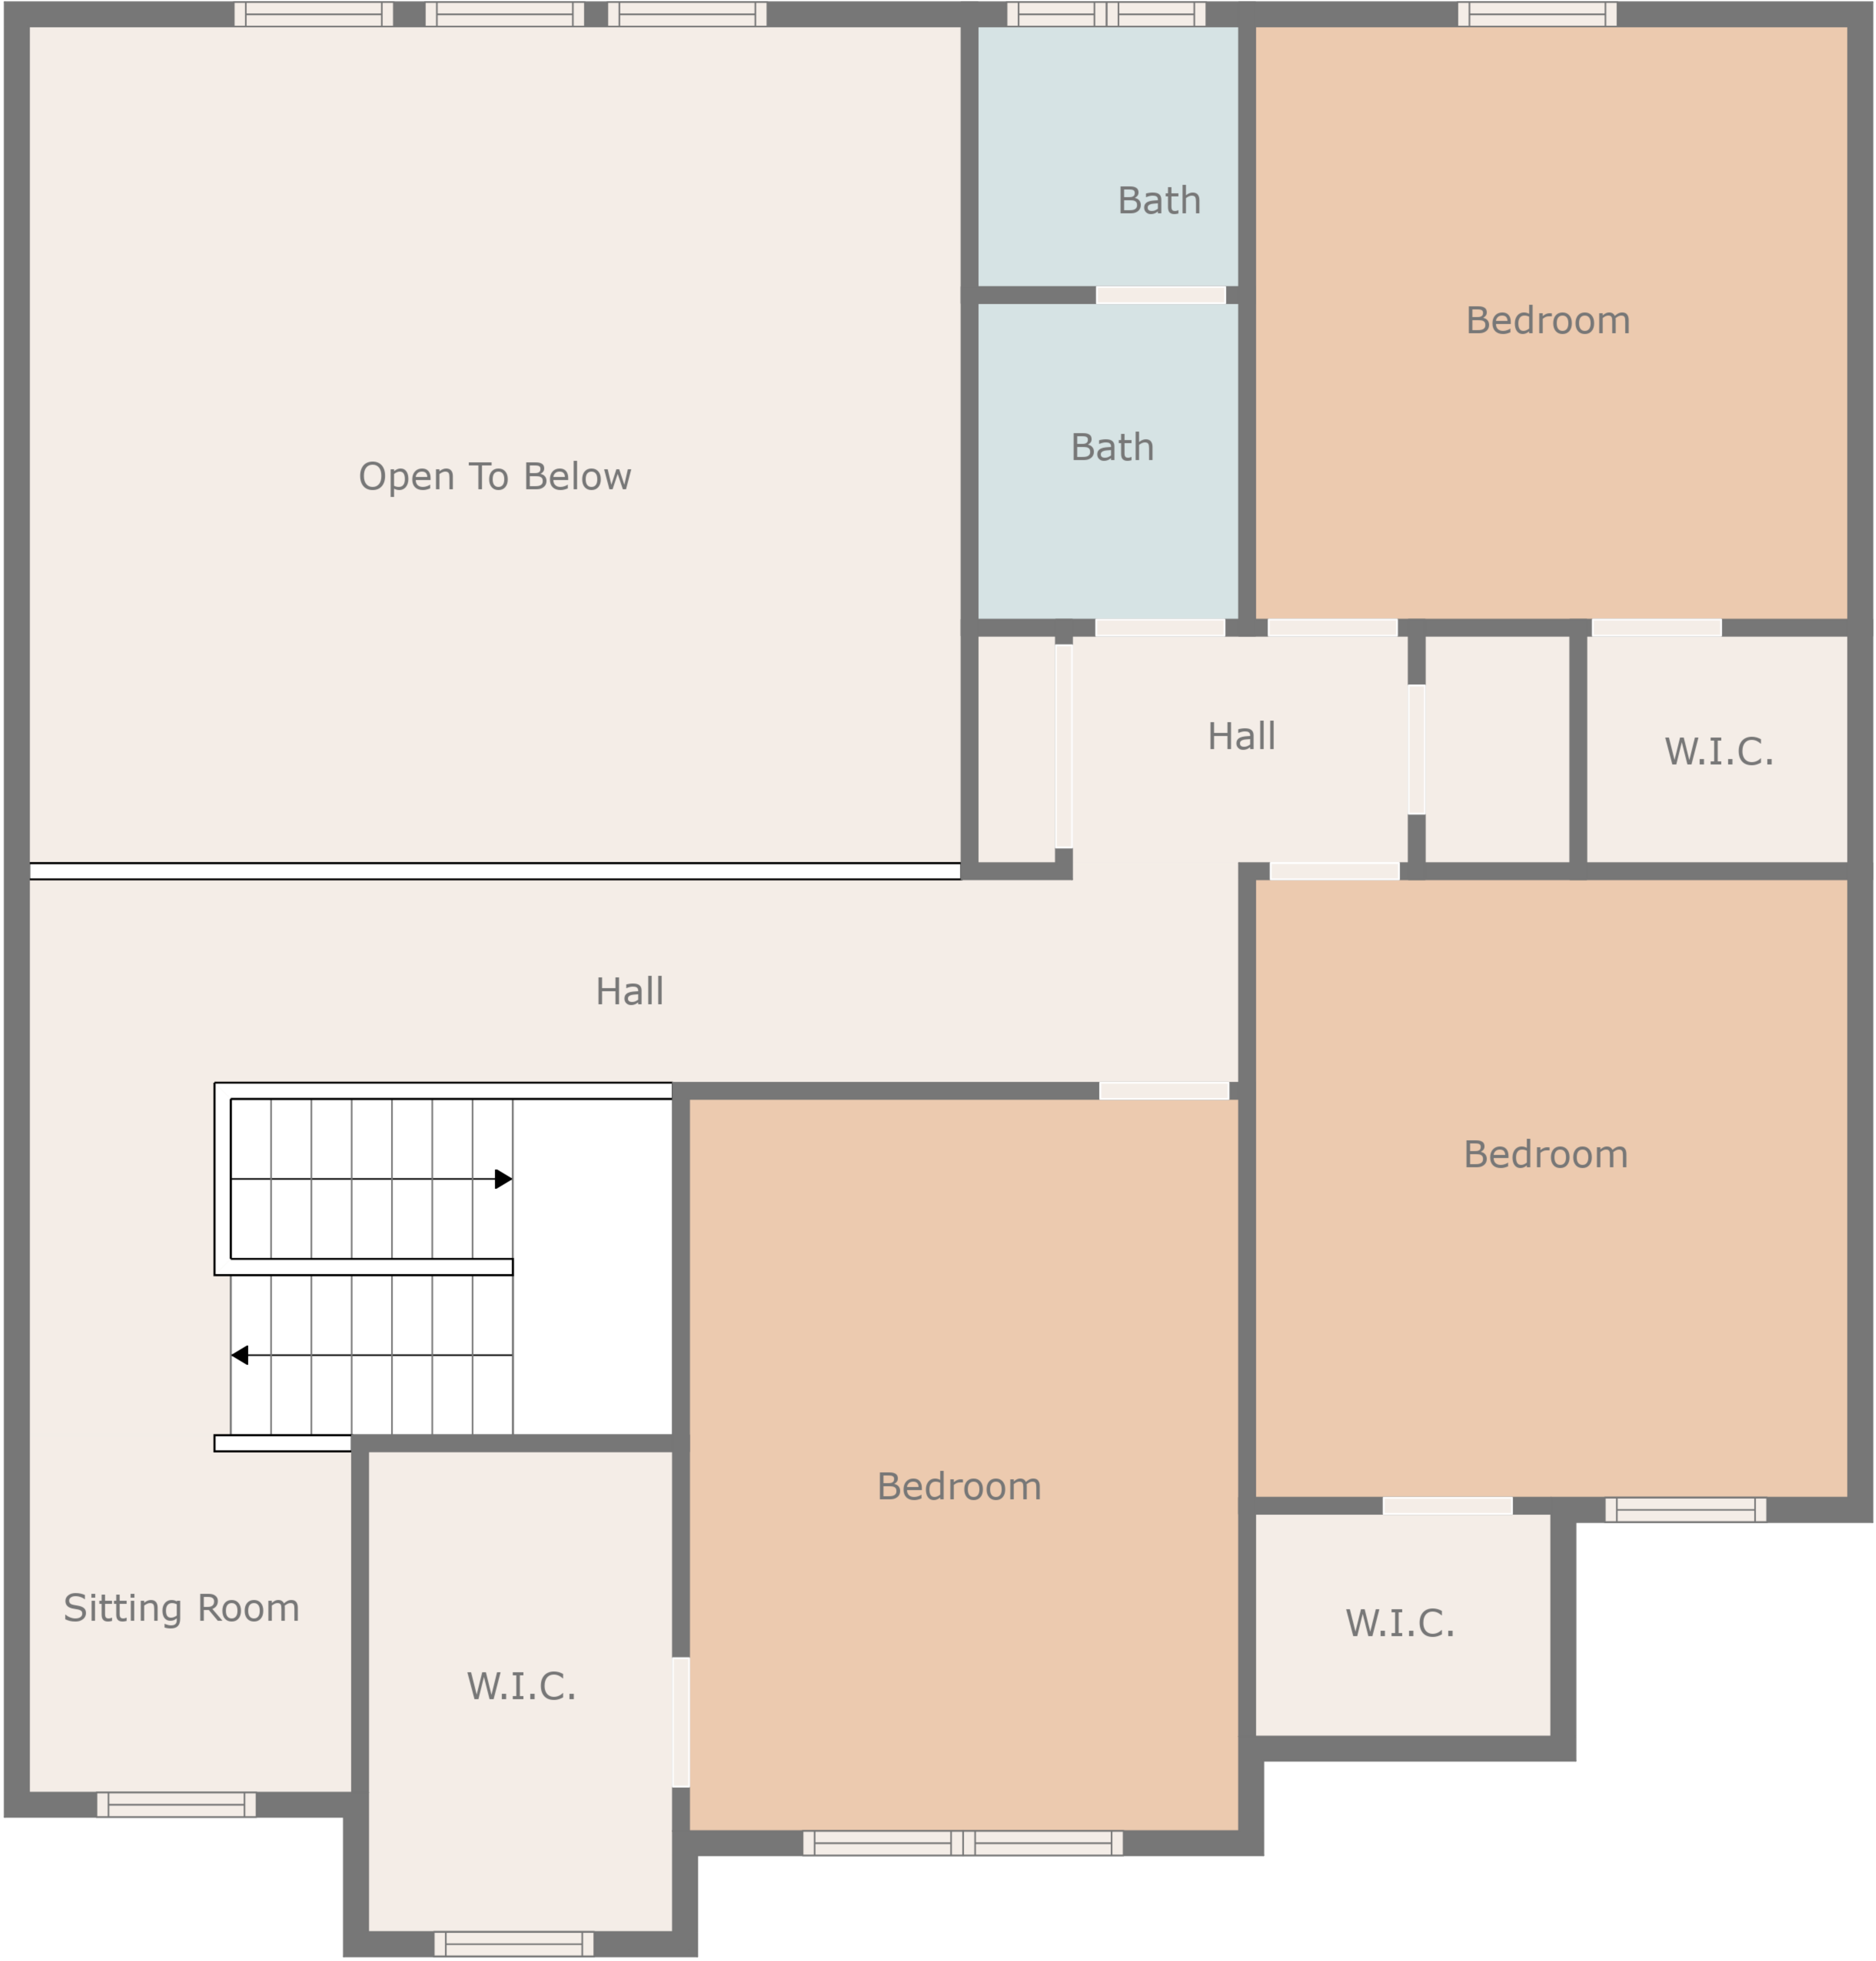 Bath
Bedroom
Bath
Open To Below
Hall
W.I.C.
Hall
Bedroom
Bedroom
Sitting Room
W.I.C.
W.I.C.